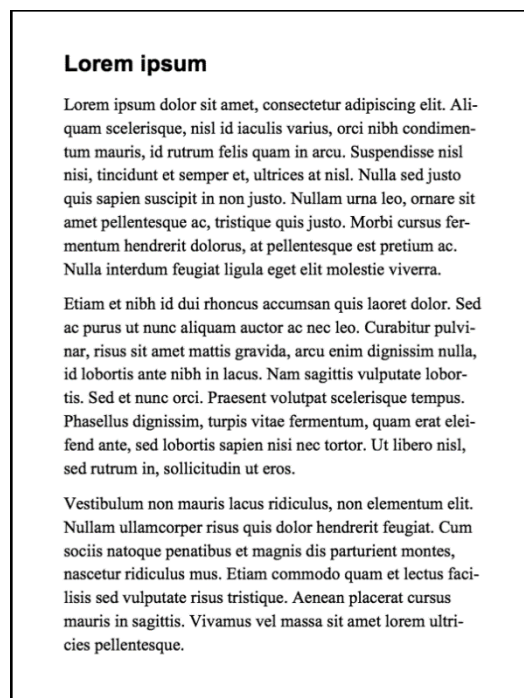 Lorem ipsum
Lorem ipsum dolor sit amet, consectetur adipiscing elit. Ali-
quam scelerisque, nisl id iaculis varius, orci nibh condimen-
tum mauris, id rutrum felis quam in arcu. Suspendisse nisl
nisi, tincidunt et semper et, ultrices at nisl. Nulla sed justo
quis sapien suscipit in non justo. Nullam urna leo, ornare sit
amet pellentesque ac, tristique quis justo. Morbi cursus fer-
mentum hendrerit dolorus, at pellentesque est pretium ac.
Nulla interdum feugiat ligula eget elit molestie viverra.
Etiam et nibh id dui rhoncus accumsan quis laoret dolor. Sed
ac purus ut nunc aliquam auctor ac nec leo. Curabitur pulvi-
nar, risus sit amet mattis gravida, arcu enim dignissim nulla,
id lobortis ante nibh in lacus. Nam sagittis vulputate lobor-
tis. Sed et nunc orci. Praesent volutpat scelerisque tempus.
Phasellus dignissim, turpis vitae fermentum, quam erat elei-
fend ante, sed lobortis sapien nisi nec tortor. Ut libero nisl,
sed rutrum in, sollicitudin ut eros.
Vestibulum non mauris lacus ridiculus, non elementum elit.
Nullam ullamcorper risus quis dolor hendrerit feugiat. Cum
sociis natoque penatibus et magnis dis parturient montes,
nascetur ridiculus mus. Etiam commodo quam et lectus faci-
lisis sed vulputate risus tristique. Aenean placerat cursus
mauris in sagittis. Vivamus vel massa sit amet lorem ultri-
cies pellentesque.